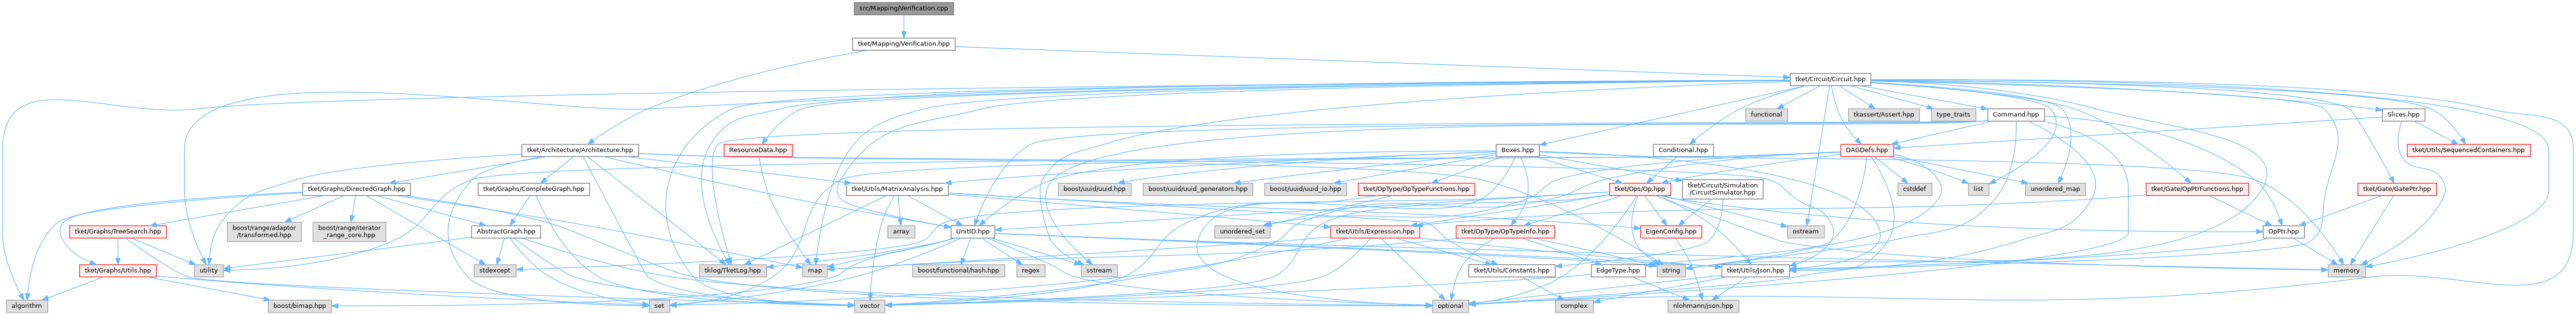 src/Mapping/Verification.cpp
tket/Mapping/Verification.hpp
tket/Circuit/Circuit.hpp
functional
tkassert/Assert.hpp
type_traits
Command.hpp
Slices.hpp
tket/Architecture/Architecture.hpp
ResourceData.hpp
Boxes.hpp
Conditional.hpp
DAGDefs.hpp
tket/Utils/SequencedContainers.hpp
tket/Graphs/DirectedGraph.hpp
tket/Graphs/CompleteGraph.hpp
tket/Utils/MatrixAnalysis.hpp
boost/uuid/uuid.hpp
boost/uuid/uuid_generators.hpp
boost/uuid/uuid_io.hpp
tket/OpType/OpTypeFunctions.hpp
tket/Ops/Op.hpp
tket/Circuit/Simulation
/CircuitSimulator.hpp
cstddef
list
unordered_map
tket/Gate/OpPtrFunctions.hpp
tket/Gate/GatePtr.hpp
tket/Graphs/TreeSearch.hpp
boost/range/adaptor
/transformed.hpp
boost/range/iterator
_range_core.hpp
AbstractGraph.hpp
array
UnitID.hpp
unordered_set
tket/Utils/Expression.hpp
tket/OpType/OpTypeInfo.hpp
EigenConfig.hpp
ostream
OpPtr.hpp
tket/Graphs/Utils.hpp
utility
stdexcept
tklog/TketLog.hpp
map
boost/functional/hash.hpp
regex
sstream
tket/Utils/Constants.hpp
EdgeType.hpp
string
tket/Utils/Json.hpp
memory
algorithm
boost/bimap.hpp
set
vector
optional
complex
nlohmann/json.hpp